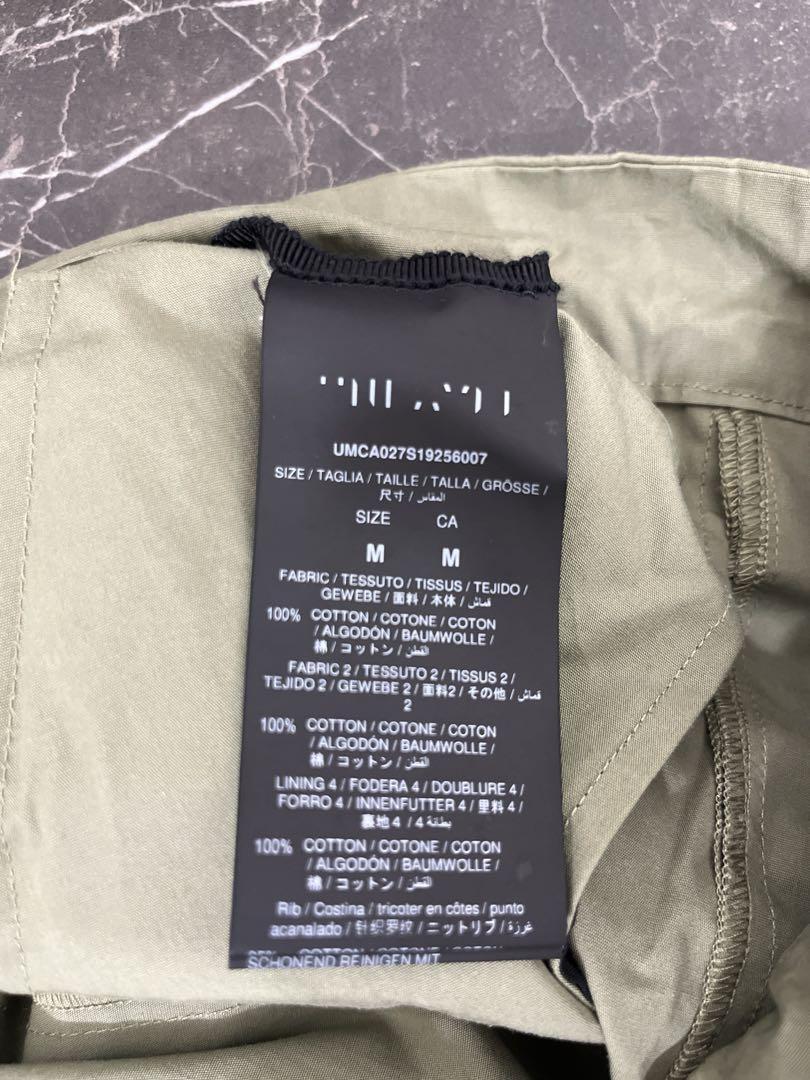 UMCA027S19256007
SIZE / TAGLIA / TAILLE / TALLA / GRÖSSE /
尺寸 / المقاس
SIZE CA
M M
FABRIC / TESSUTO / TISSUS / TEJIDO /
GEWEBE / 面料 / 本体 / قماش
100% COTTON / COTONE / COTON
/ ALGODÓN / BAUMWOLLE /
棉 / コットン / القطن
FABRIC 2 / TESSUTO 2 / TISSUS 2 /
TEJIDO 2 / GEWEBE 2 / 面料2 / その他 / قماش
2
100% COTTON / COTONE / COTON
/ ALGODÓN / BAUMWOLLE /
棉 / コットン / القطن
LINING 4 / FODERA 4 / DOUBLURE 4 /
FORRO 4 / INNENFUTTER 4 / 里料 4 /
裏地 4 / بطانة 4
100% COTTON / COTONE / COTON
/ ALGODÓN / BAUMWOLLE /
棉 / コットン / القطن
Rib / Costina / tricoter en côtes / punto
acanalado / 针织罗纹 / ニットリブ / غرزة
COTTON / COTONE / COTON
SCHONEND REINIGEN MIT